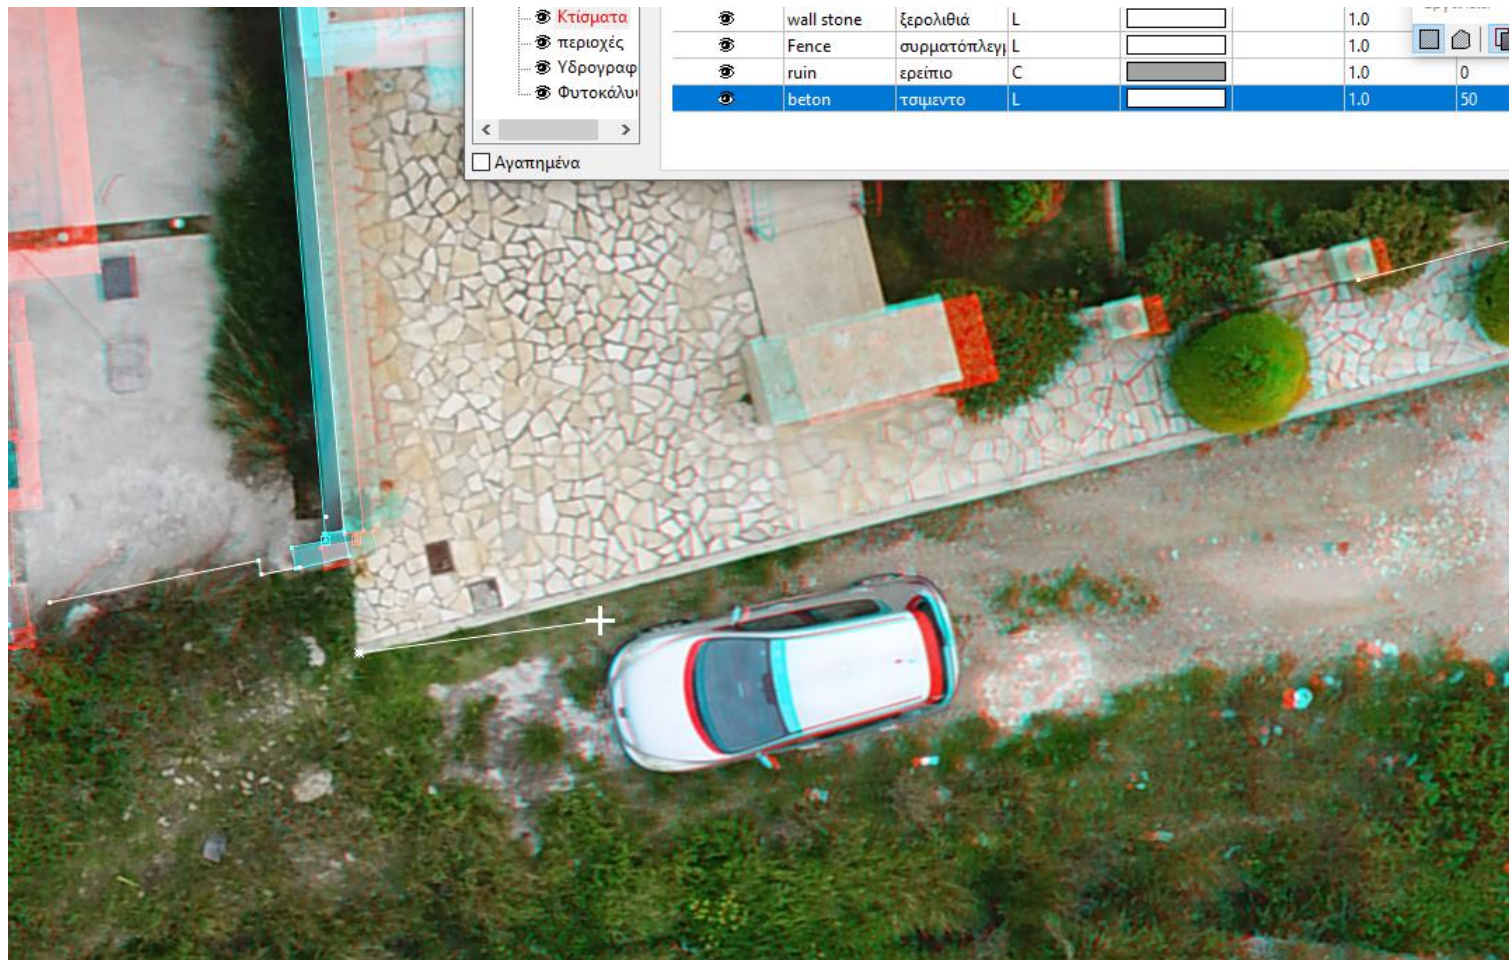 Κτίσματα
περιοχές
Υδρογραφ
Φυτοκάλυ
Αγαπημένα
wall stone ξερολιθιά L 1.0
Fence συρματόπλεγμ L 1.0
ruin ερείπιο C 1.0 0
beton τσιμεντο L 1.0 50